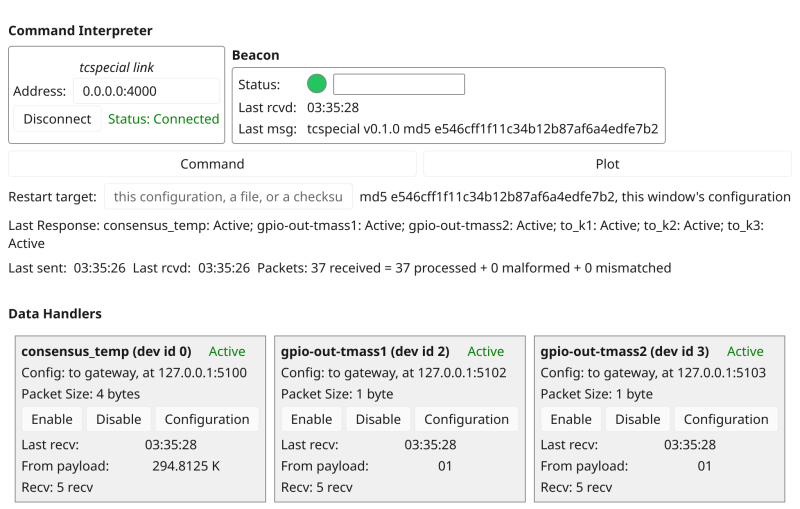 Command Interpreter
tcspecial link
Address: 0.0.0.0:4000
Disconnect Status: Connected
Beacon
Status:
Last rcvd: 03:35:28
Last msg: tcspecial v0.1.0 md5 e546cff1f11c34b12b87af6a4edfe7b2
Command Plot
Restart target: this configuration, a file, or a checksu md5 e546cff1f11c34b12b87af6a4edfe7b2, this window's configuration
Last Response: consensus_temp: Active; gpio-out-tmass1: Active; gpio-out-tmass2: Active; to_k1: Active; to_k2: Active; to_k3:
Active
Last sent: 03:35:26 Last rcvd: 03:35:26 Packets: 37 received = 37 processed + 0 malformed + 0 mismatched
Data Handlers
consensus_temp (dev id 0) Active
Config: to gateway, at 127.0.0.1:5100
Packet Size: 4 bytes
Enable Disable Configuration
Last recv: 03:35:28
From payload: 294.8125 K
Recv: 5 recv
gpio-out-tmass1 (dev id 2) Active
Config: to gateway, at 127.0.0.1:5102
Packet Size: 1 byte
Enable Disable Configuration
Last recv: 03:35:28
From payload: 01
Recv: 5 recv
gpio-out-tmass2 (dev id 3) Active
Config: to gateway, at 127.0.0.1:5103
Packet Size: 1 byte
Enable Disable Configuration
Last recv: 03:35:28
From payload: 01
Recv: 5 recv